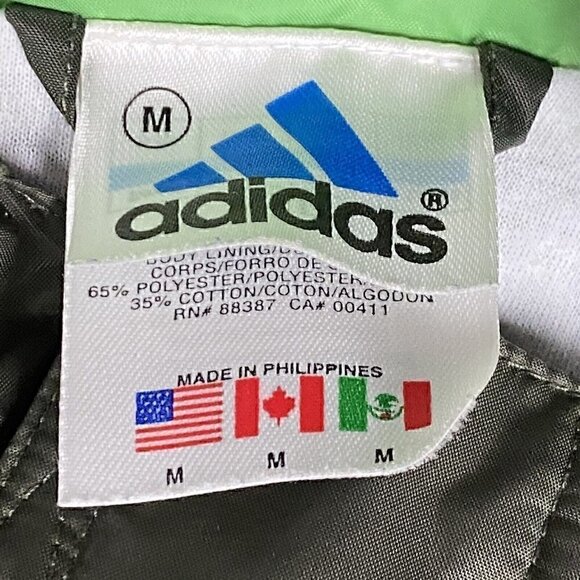 M
adidas®
BODY LINING/
CORPS/FORRO DE
65% POLYESTER/POLYESTER/
35% COTTON/COTON/ALGODON
RN# 88387 CA# 00411
MADE IN PHILIPPINES
M M M